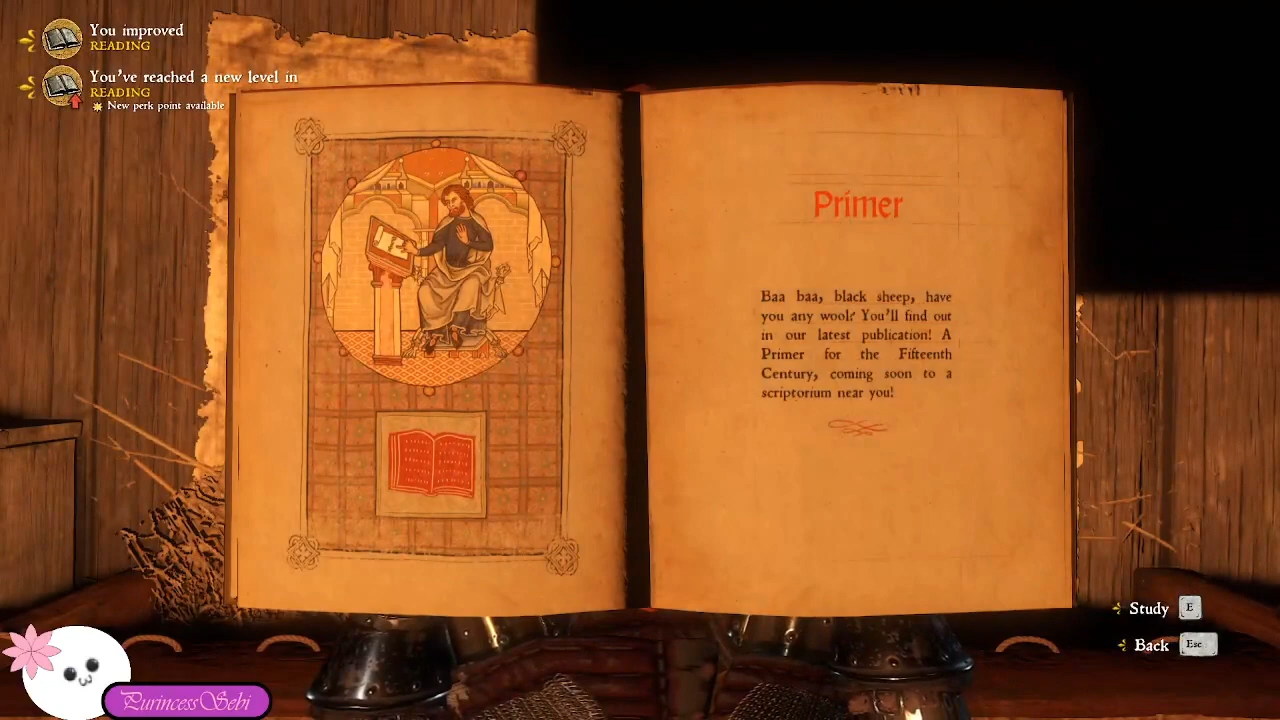 You improved
READING
You've reached a new level in
READING
New perk point available
Primer
Baa baa, black sheep, have
you any wool? You'll find out
in our latest publication! A
Primer for the Fifteenth
Century, coming soon to a
scriptorium near you!
Study E
Back Esc
PurincessSebi